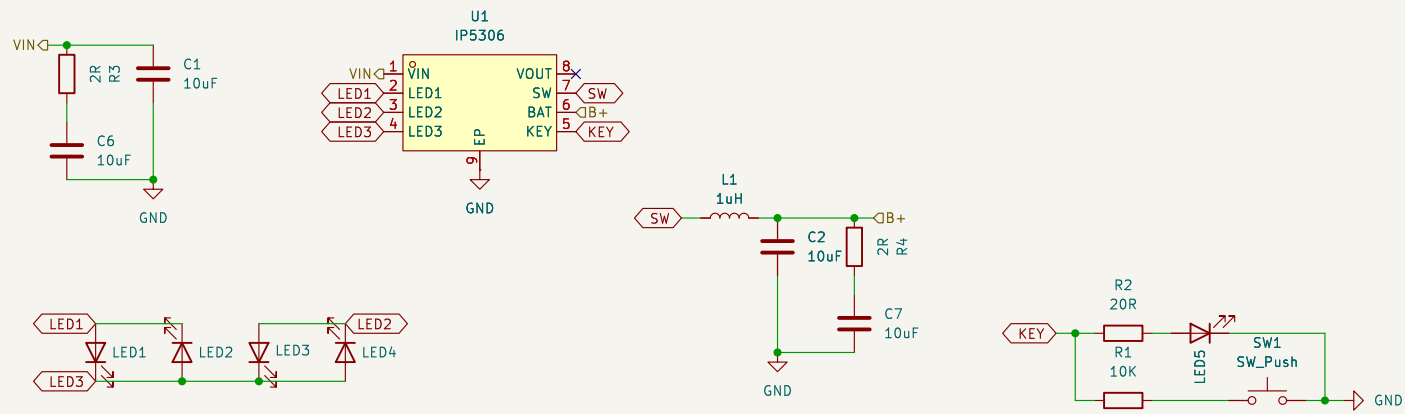 U1
IP5306
VIN
2R
R3
C1
10uF
C6
10uF
GND
VIN
LED1
LED2
LED3
1
2
3
4
VIN
LED1
LED2
LED3
EP
9
VOUT
SW
BAT
KEY
8
7
6
5
SW
B+
KEY
GND
SW
L1
1uH
B+
C2
10uF
2R
R4
C7
10uF
GND
LED1
LED3
LED1
LED2
LED3
LED2
LED4
KEY
R2
20R
R1
10K
LED5
SW1
SW_Push
GND